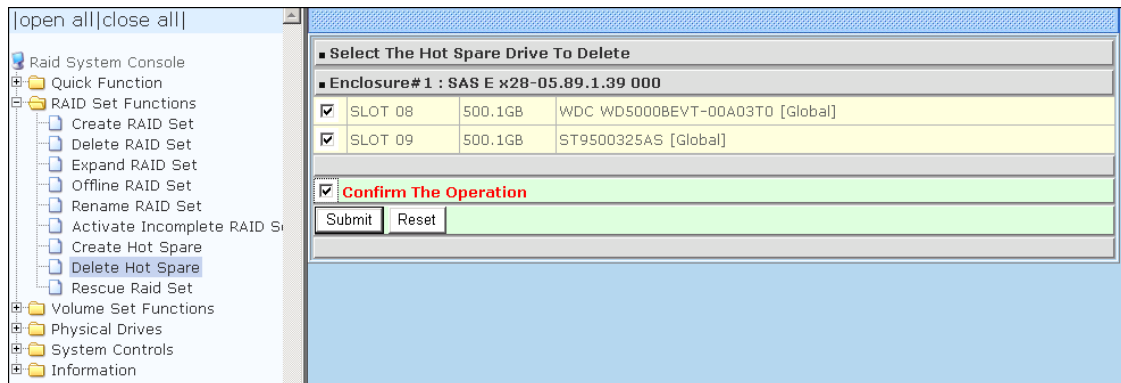 |open all|close all|
Raid System Console
Quick Function
RAID Set Functions
Create RAID Set
Delete RAID Set
Expand RAID Set
Offline RAID Set
Rename RAID Set
Activate Incomplete RAID S
Create Hot Spare
Delete Hot Spare
Rescue Raid Set
Volume Set Functions
Physical Drives
System Controls
Information
Select The Hot Spare Drive To Delete
Enclosure#1 : SAS E x28-05.89.1.39 000
SLOT 08 500.1GB WDC WD5000BEVT-00A03T0 [Global]
SLOT 09 500.1GB ST9500325AS [Global]
Confirm The Operation
Submit Reset